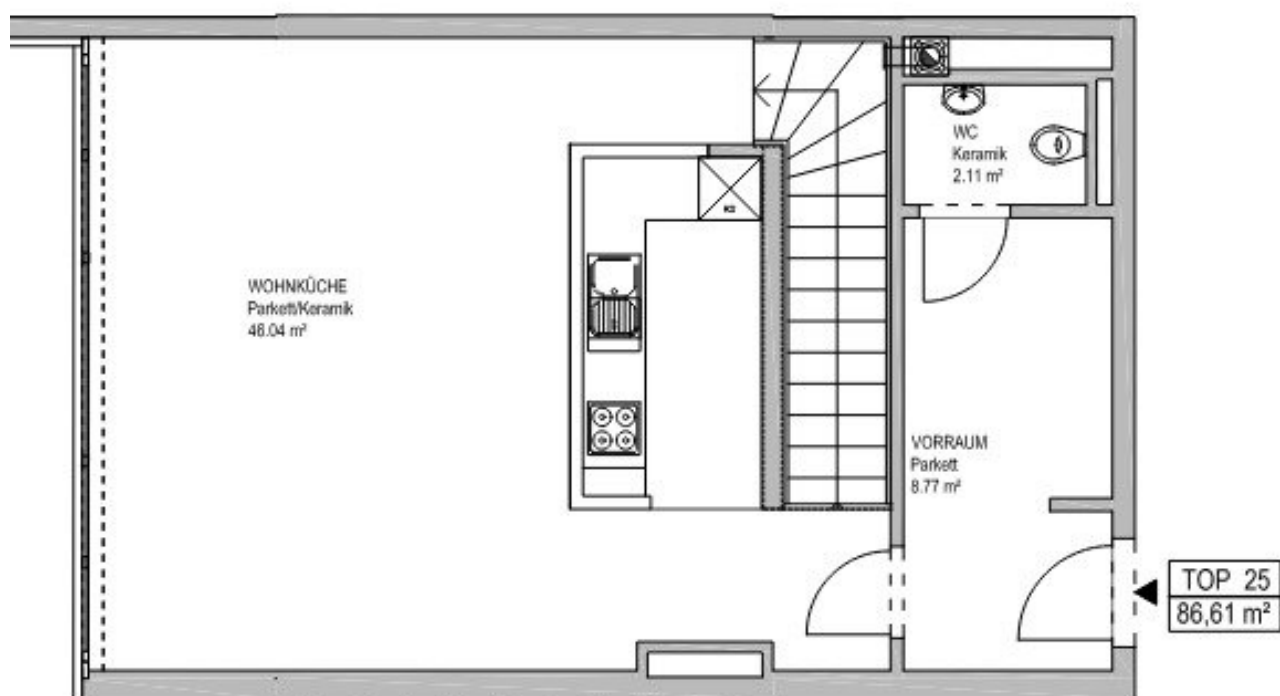 WC
Keramik
2.11 m²
WOHNKÜCHE
Parkett/Keramik
46.04 m²
VORRAUM
Parkett
8.77 m²
TOP 25
86,61 m²